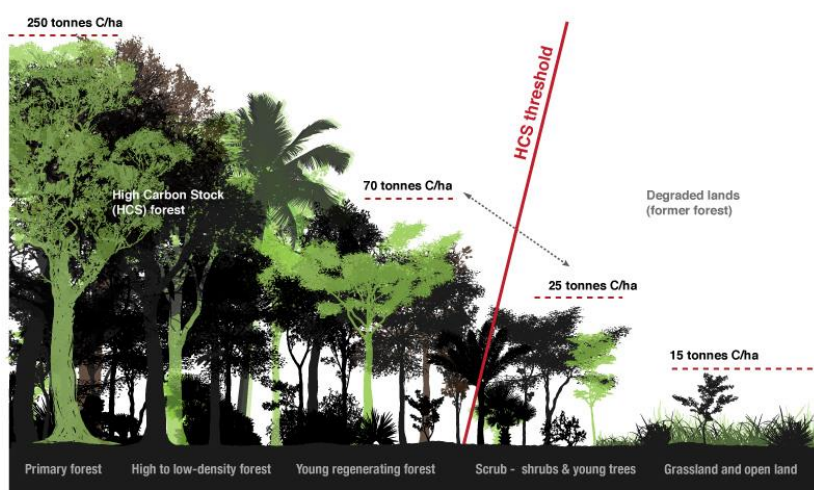 250 tonnes C/ha
HCS threshold
High Carbon Stock
(HCS) forest
70 tonnes C/ha
Degraded lands
(former forest)
25 tonnes C/ha
15 tonnes C/ha
Primary forest
High to low-density forest
Young regenerating forest
Scrub - shrubs & young trees
Grassland and open land